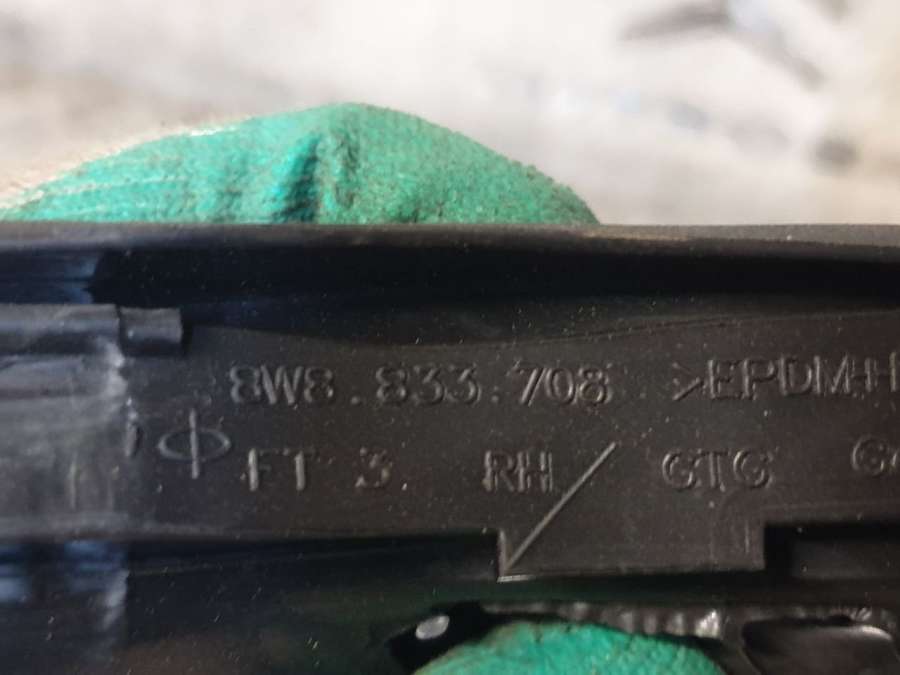 8W8.833.708 >EPDM+H
FT 3 RH GTG G